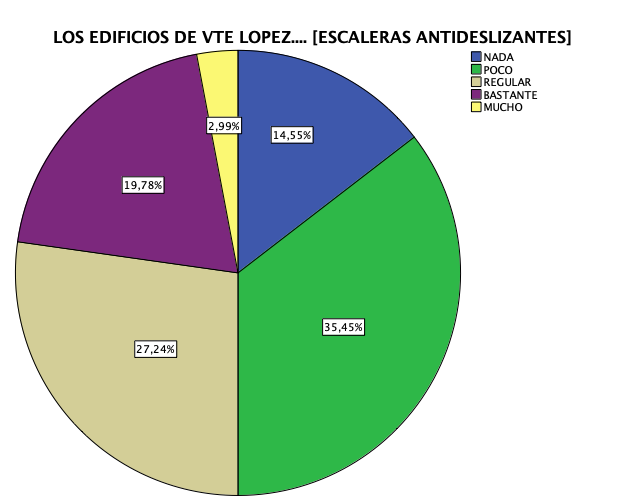 LOS EDIFICIOS DE VTE LOPEZ.... [ESCALERAS ANTIDESLIZANTES]
NADA
POCO
REGULAR
BASTANTE
MUCHO
2,99%
14,55%
19,78%
35,45%
27,24%